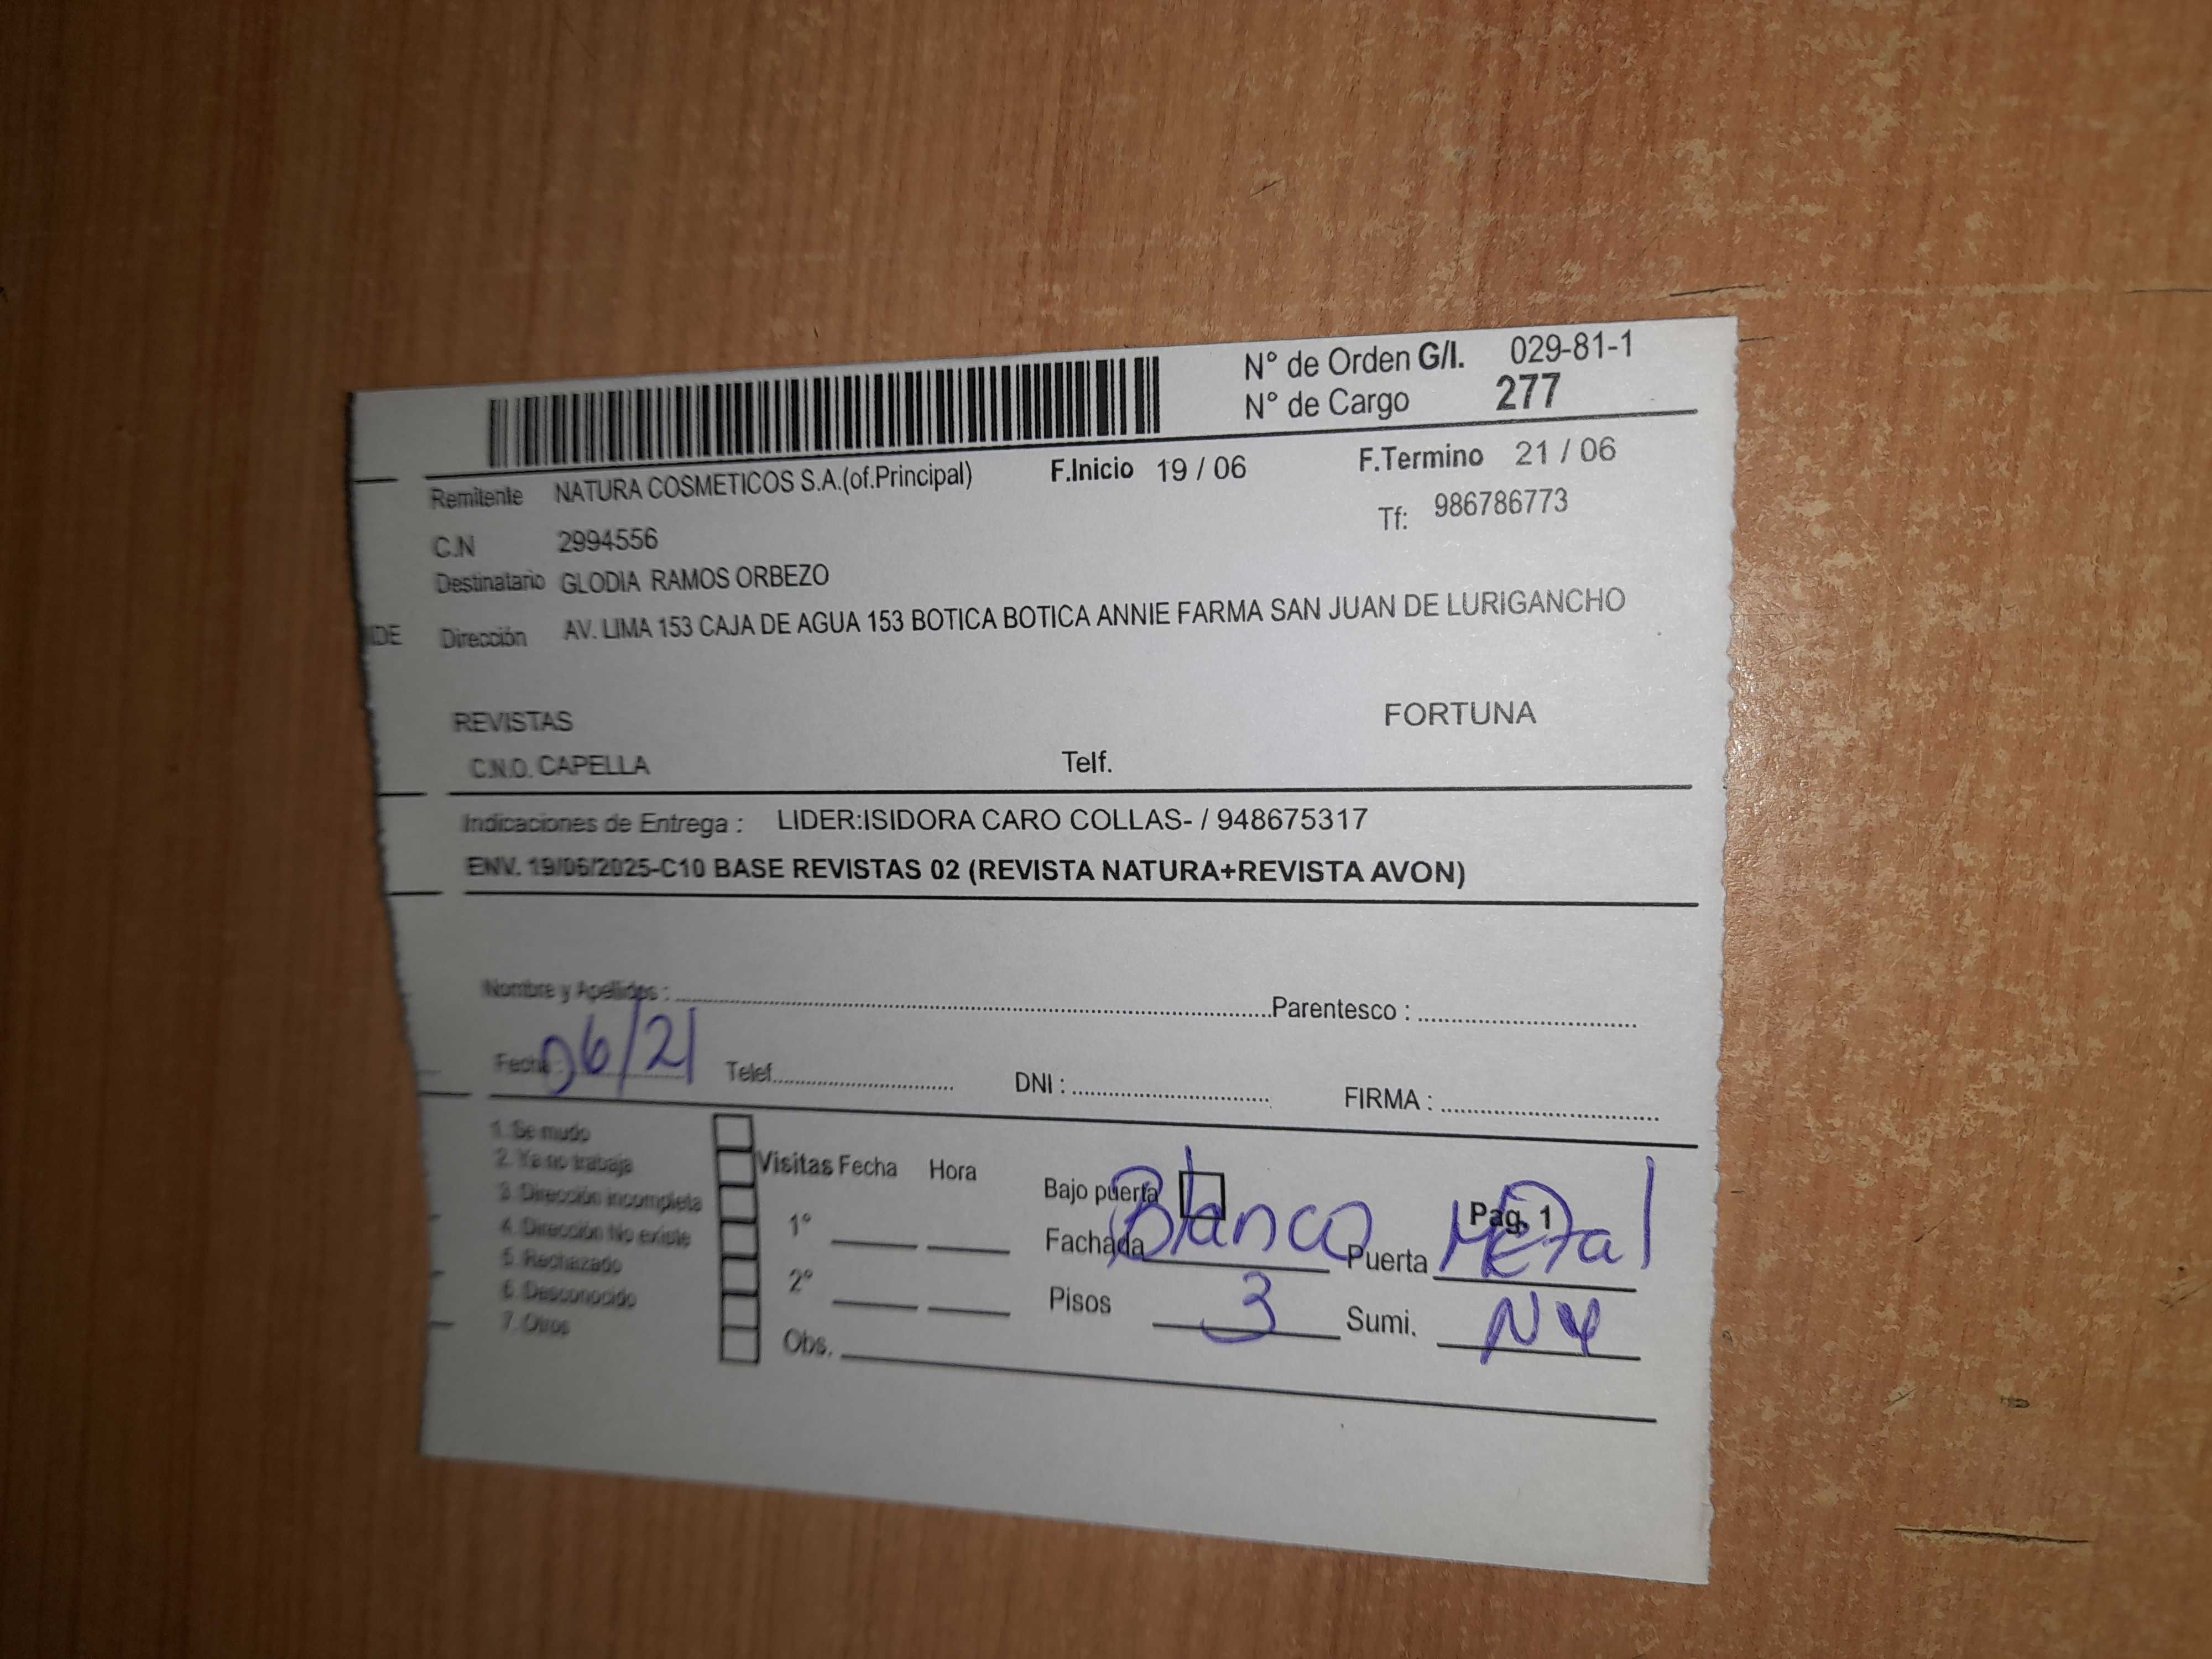 N° de Orden G/I. 029-81-1
N° de Cargo 277
Remitente NATURA COSMETICOS S.A.(of.Principal) F.Inicio 19 / 06 F.Termino 21 / 06
C.N 2994556 Tf: 986786773
Destinatario GLODIA RAMOS ORBEZO
Dirección AV. LIMA 153 CAJA DE AGUA 153 BOTICA BOTICA ANNIE FARMA SAN JUAN DE LURIGANCHO
REVISTAS FORTUNA
C.N.O. CAPELLA Telf.
Indicaciones de Entrega : LIDER:ISIDORA CARO COLLAS- / 948675317
ENV. 19/06/2025-C10 BASE REVISTAS 02 (REVISTA NATURA+REVISTA AVON)
Nombre y Apellidos : Parentesco :
Fecha : 06/21 Telef. DNI : FIRMA :
1. Se mudo
2. Ya no trabaja
3. Dirección incompleta
4. Dirección No existe
5. Rechazado
6. Desconocido
7. Otros
Visitas Fecha Hora
1°
2°
Obs.
Bajo puerta Pag. 1
Fachada Blanco Puerta Metal
Pisos 3 Sumi.